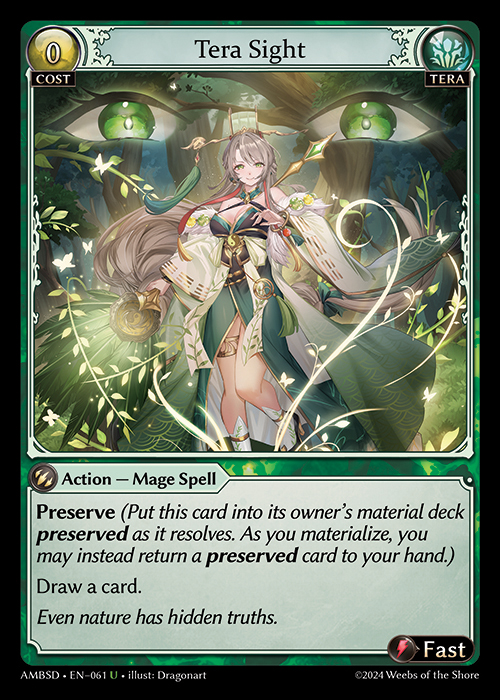 0
Tera Sight
COST
TERA
Action — Mage Spell
Preserve (Put this card into its owner's material deck
preserved as it resolves. As you materialize, you
may instead return a preserved card to your hand.)
Draw a card.
Even nature has hidden truths.
Fast
AMBSD • EN–061 U • illust: Dragonart
©2024 Weebs of the Shore